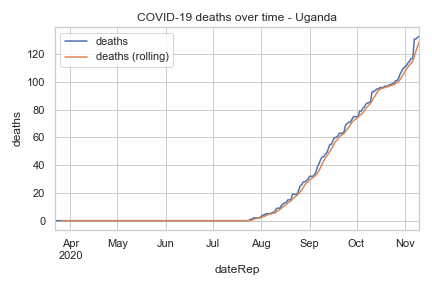 COVID-19 deaths over time - Uganda
deaths
deaths (rolling)
120
100
80
60
40
20
0
deaths
Apr May Jun Jul Aug Sep Oct Nov
2020
dateRep